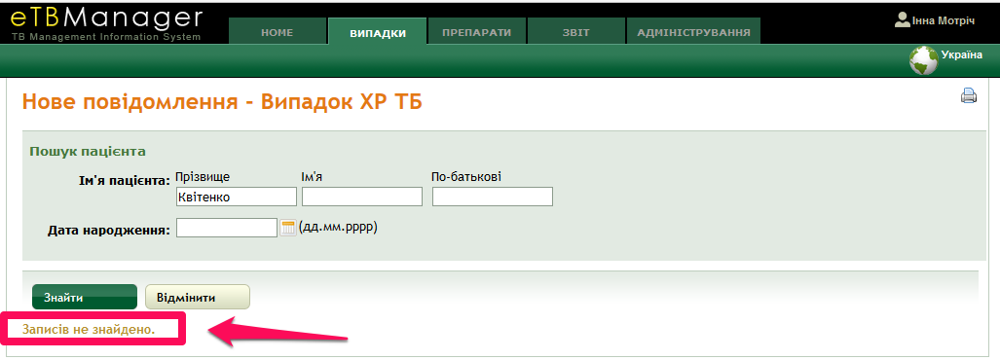 eTBManager
TB Management Information System
HOME
ВИПАДКИ
ПРЕПАРАТИ
ЗВІТ
АДМІНІСТРУВАННЯ
Інна Мотріч
Україна
Нове повідомлення - Випадок ХР ТБ
Пошук пацієнта
Ім'я пацієнта: Прізвище Ім'я По-батькові
Квітенко
Дата народження: (дд.мм.рррр)
Знайти Відмінити
Записів не знайдено.